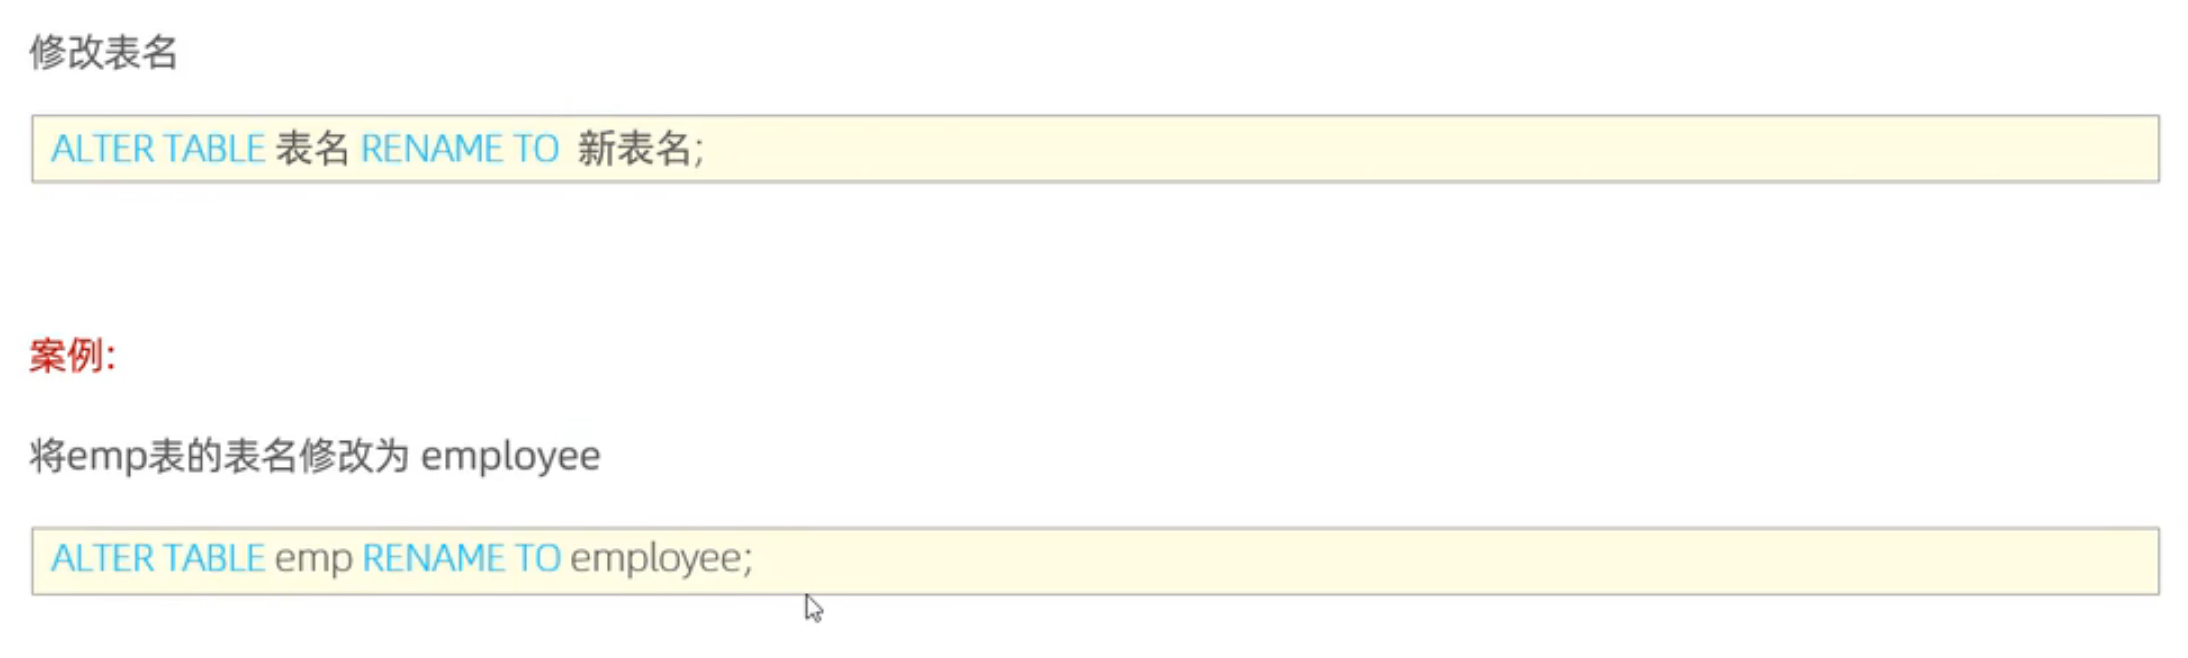 修改表名
ALTER TABLE 表名 RENAME TO 新表名;
案例：
将emp表的表名修改为 employee
ALTER TABLE emp RENAME TO employee;